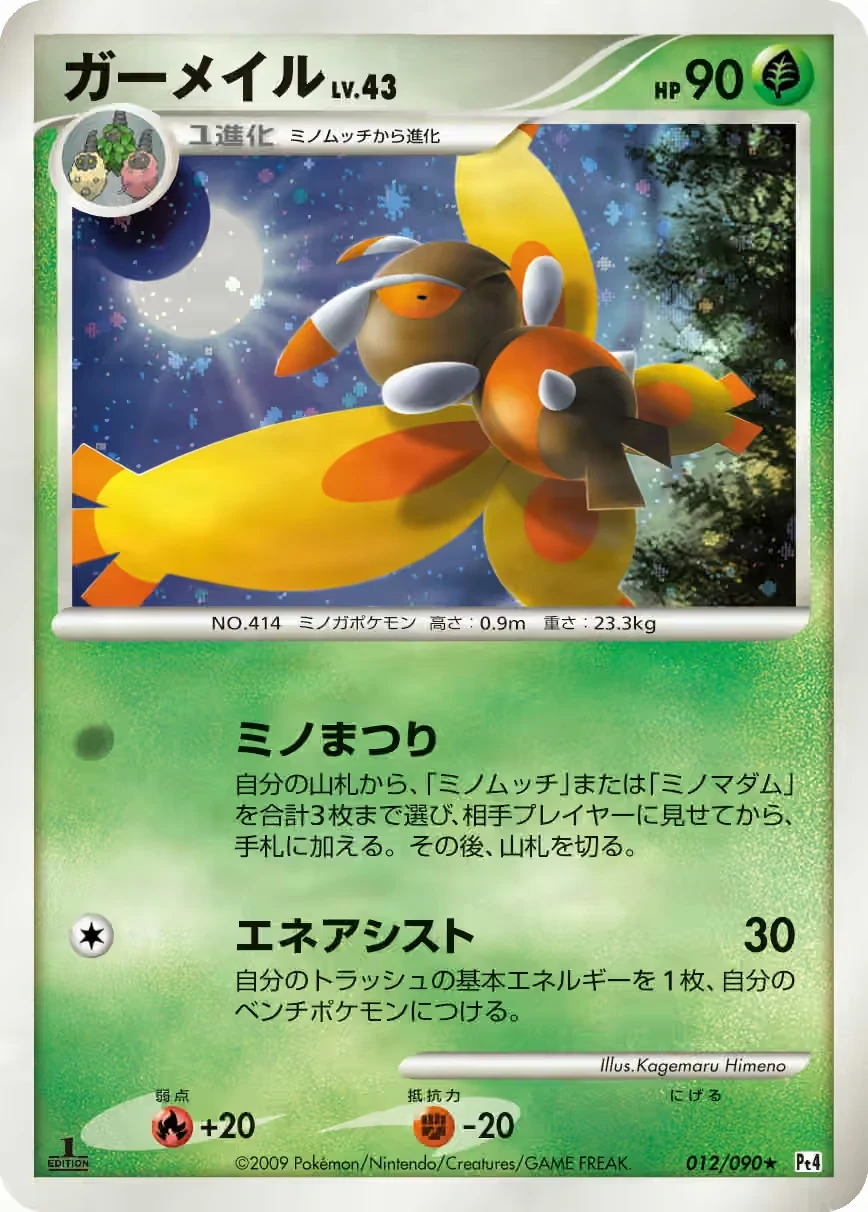 ガーメイル LV.43 HP 90
1進化 ミノムッチから進化
NO.414 ミノガポケモン 高さ:0.9m 重さ:23.3kg
ミノまつり
自分の山札から、「ミノムッチ」または「ミノマダム」
を合計3枚まで選び、相手プレイヤーに見せてから、
手札に加える。その後、山札を切る。
エネアシスト 30
自分のトラッシュの基本エネルギーを1枚、自分の
ベンチポケモンにつける。
Illus.Kagemaru Himeno
弱点 抵抗力 にげる
+20 -20
1 EDITION ©2009 Pokémon/Nintendo/Creatures/GAME FREAK. 012/090★ Pt4